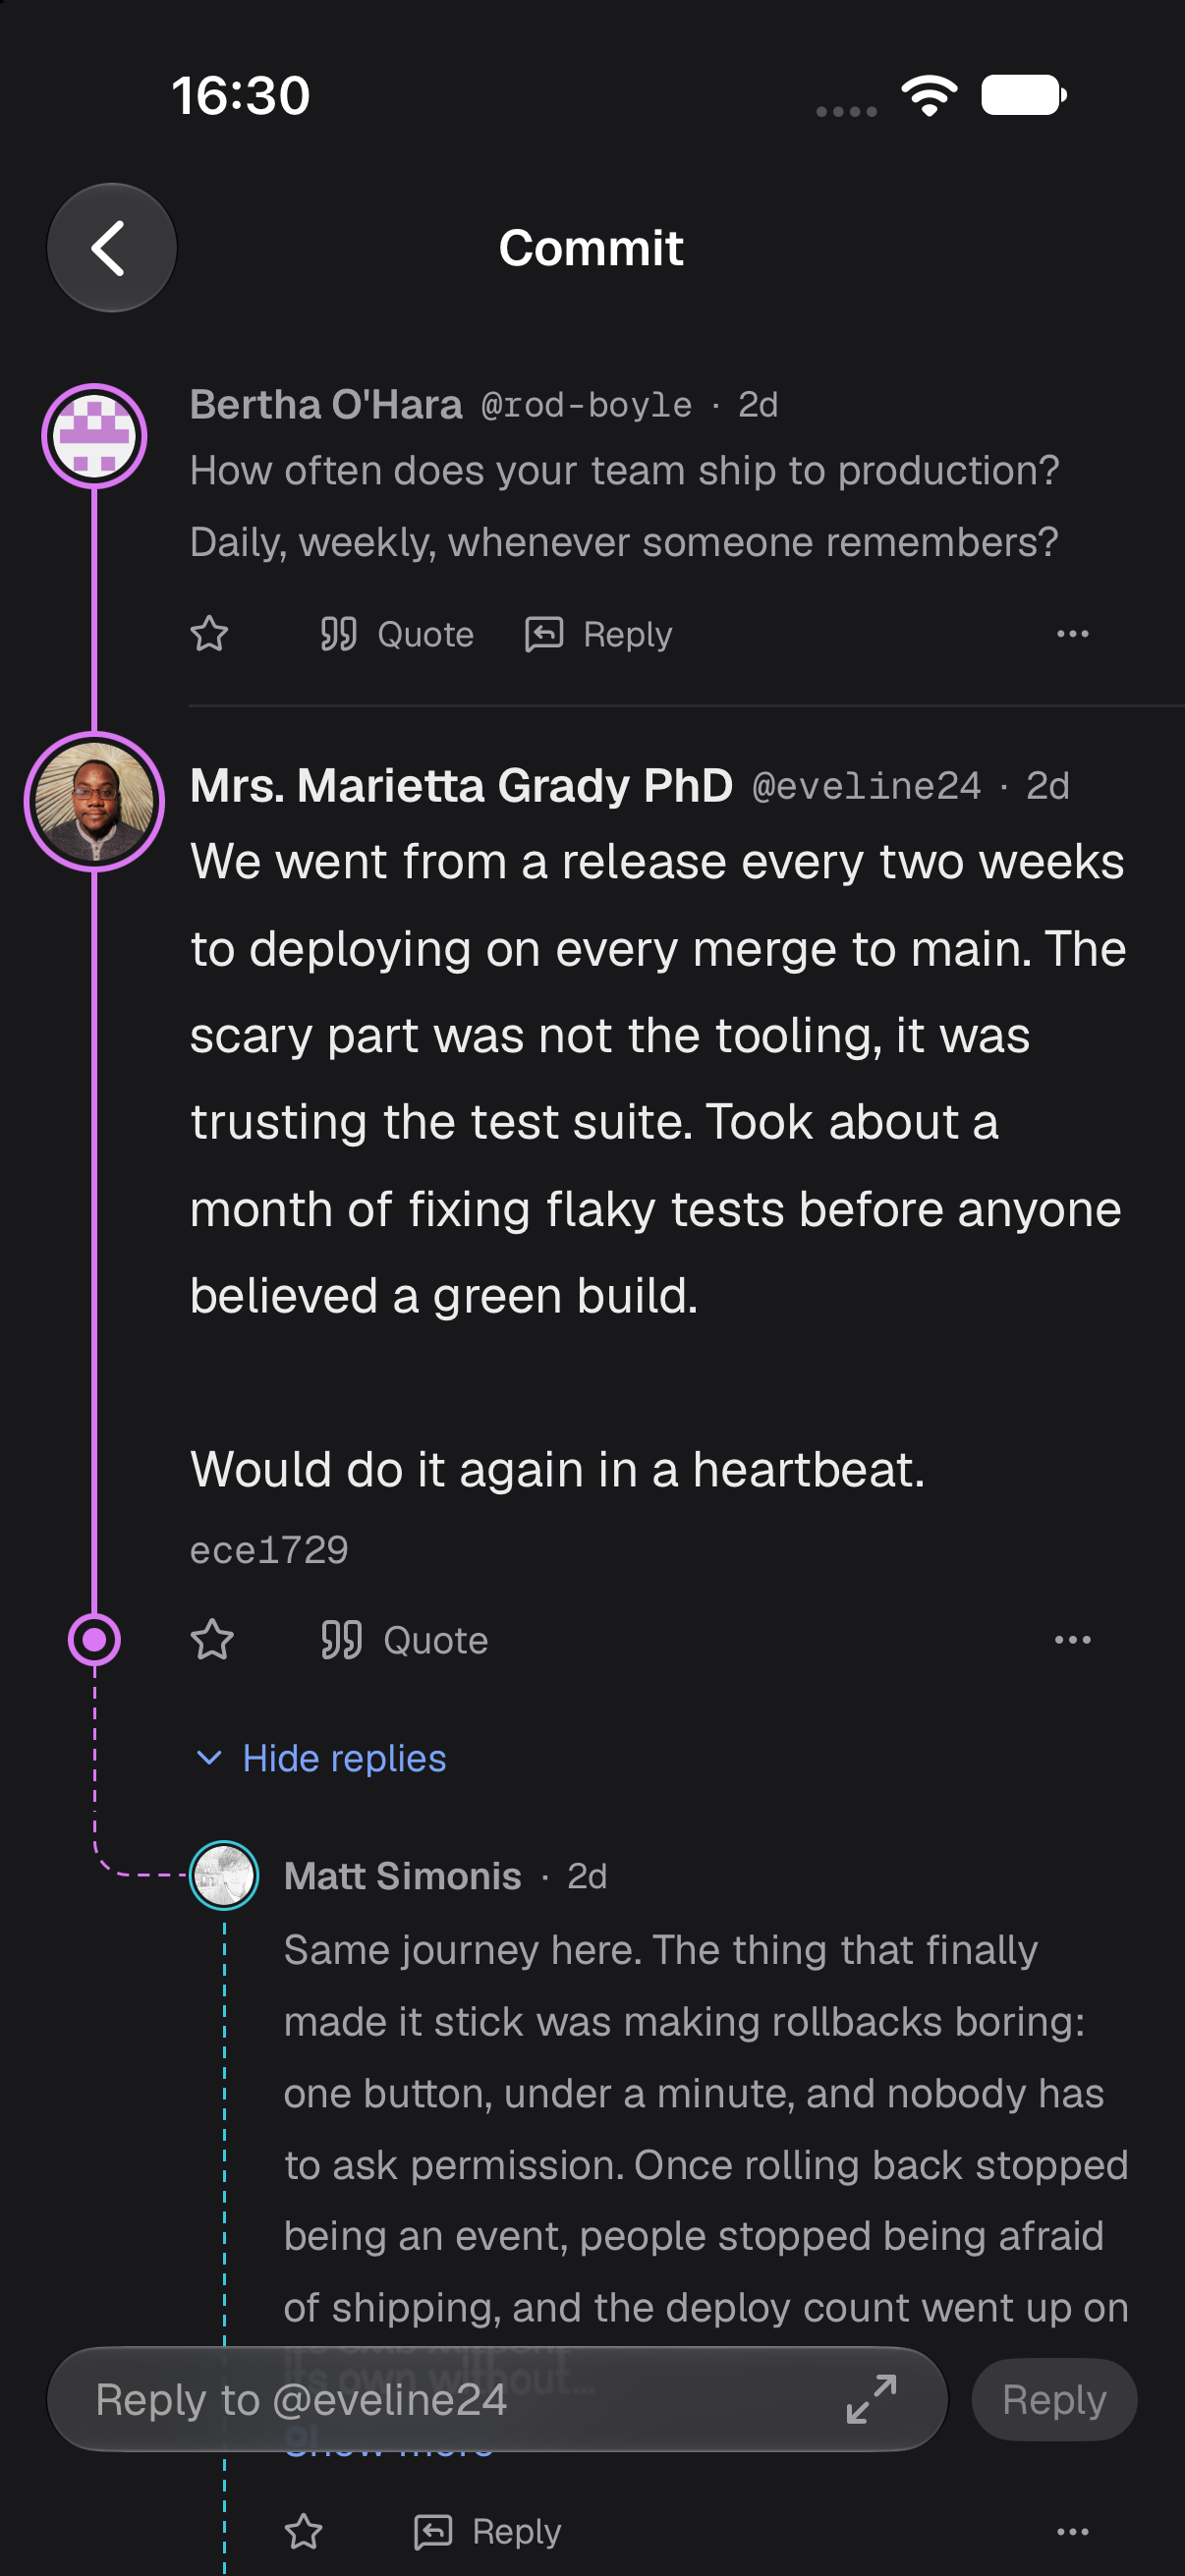 16:30
Commit
Bertha O'Hara @rod-boyle · 2d
How often does your team ship to production?
Daily, weekly, whenever someone remembers?
Quote Reply
Mrs. Marietta Grady PhD @eveline24 · 2d
We went from a release every two weeks
to deploying on every merge to main. The
scary part was not the tooling, it was
trusting the test suite. Took about a
month of fixing flaky tests before anyone
believed a green build.
Would do it again in a heartbeat.
ece1729
Quote
Hide replies
Matt Simonis · 2d
Same journey here. The thing that finally
made it stick was making rollbacks boring:
one button, under a minute, and nobody has
to ask permission. Once rolling back stopped
being an event, people stopped being afraid
of shipping, and the deploy count went up on
its own without...
Reply to @eveline24
Reply
Show more
Reply